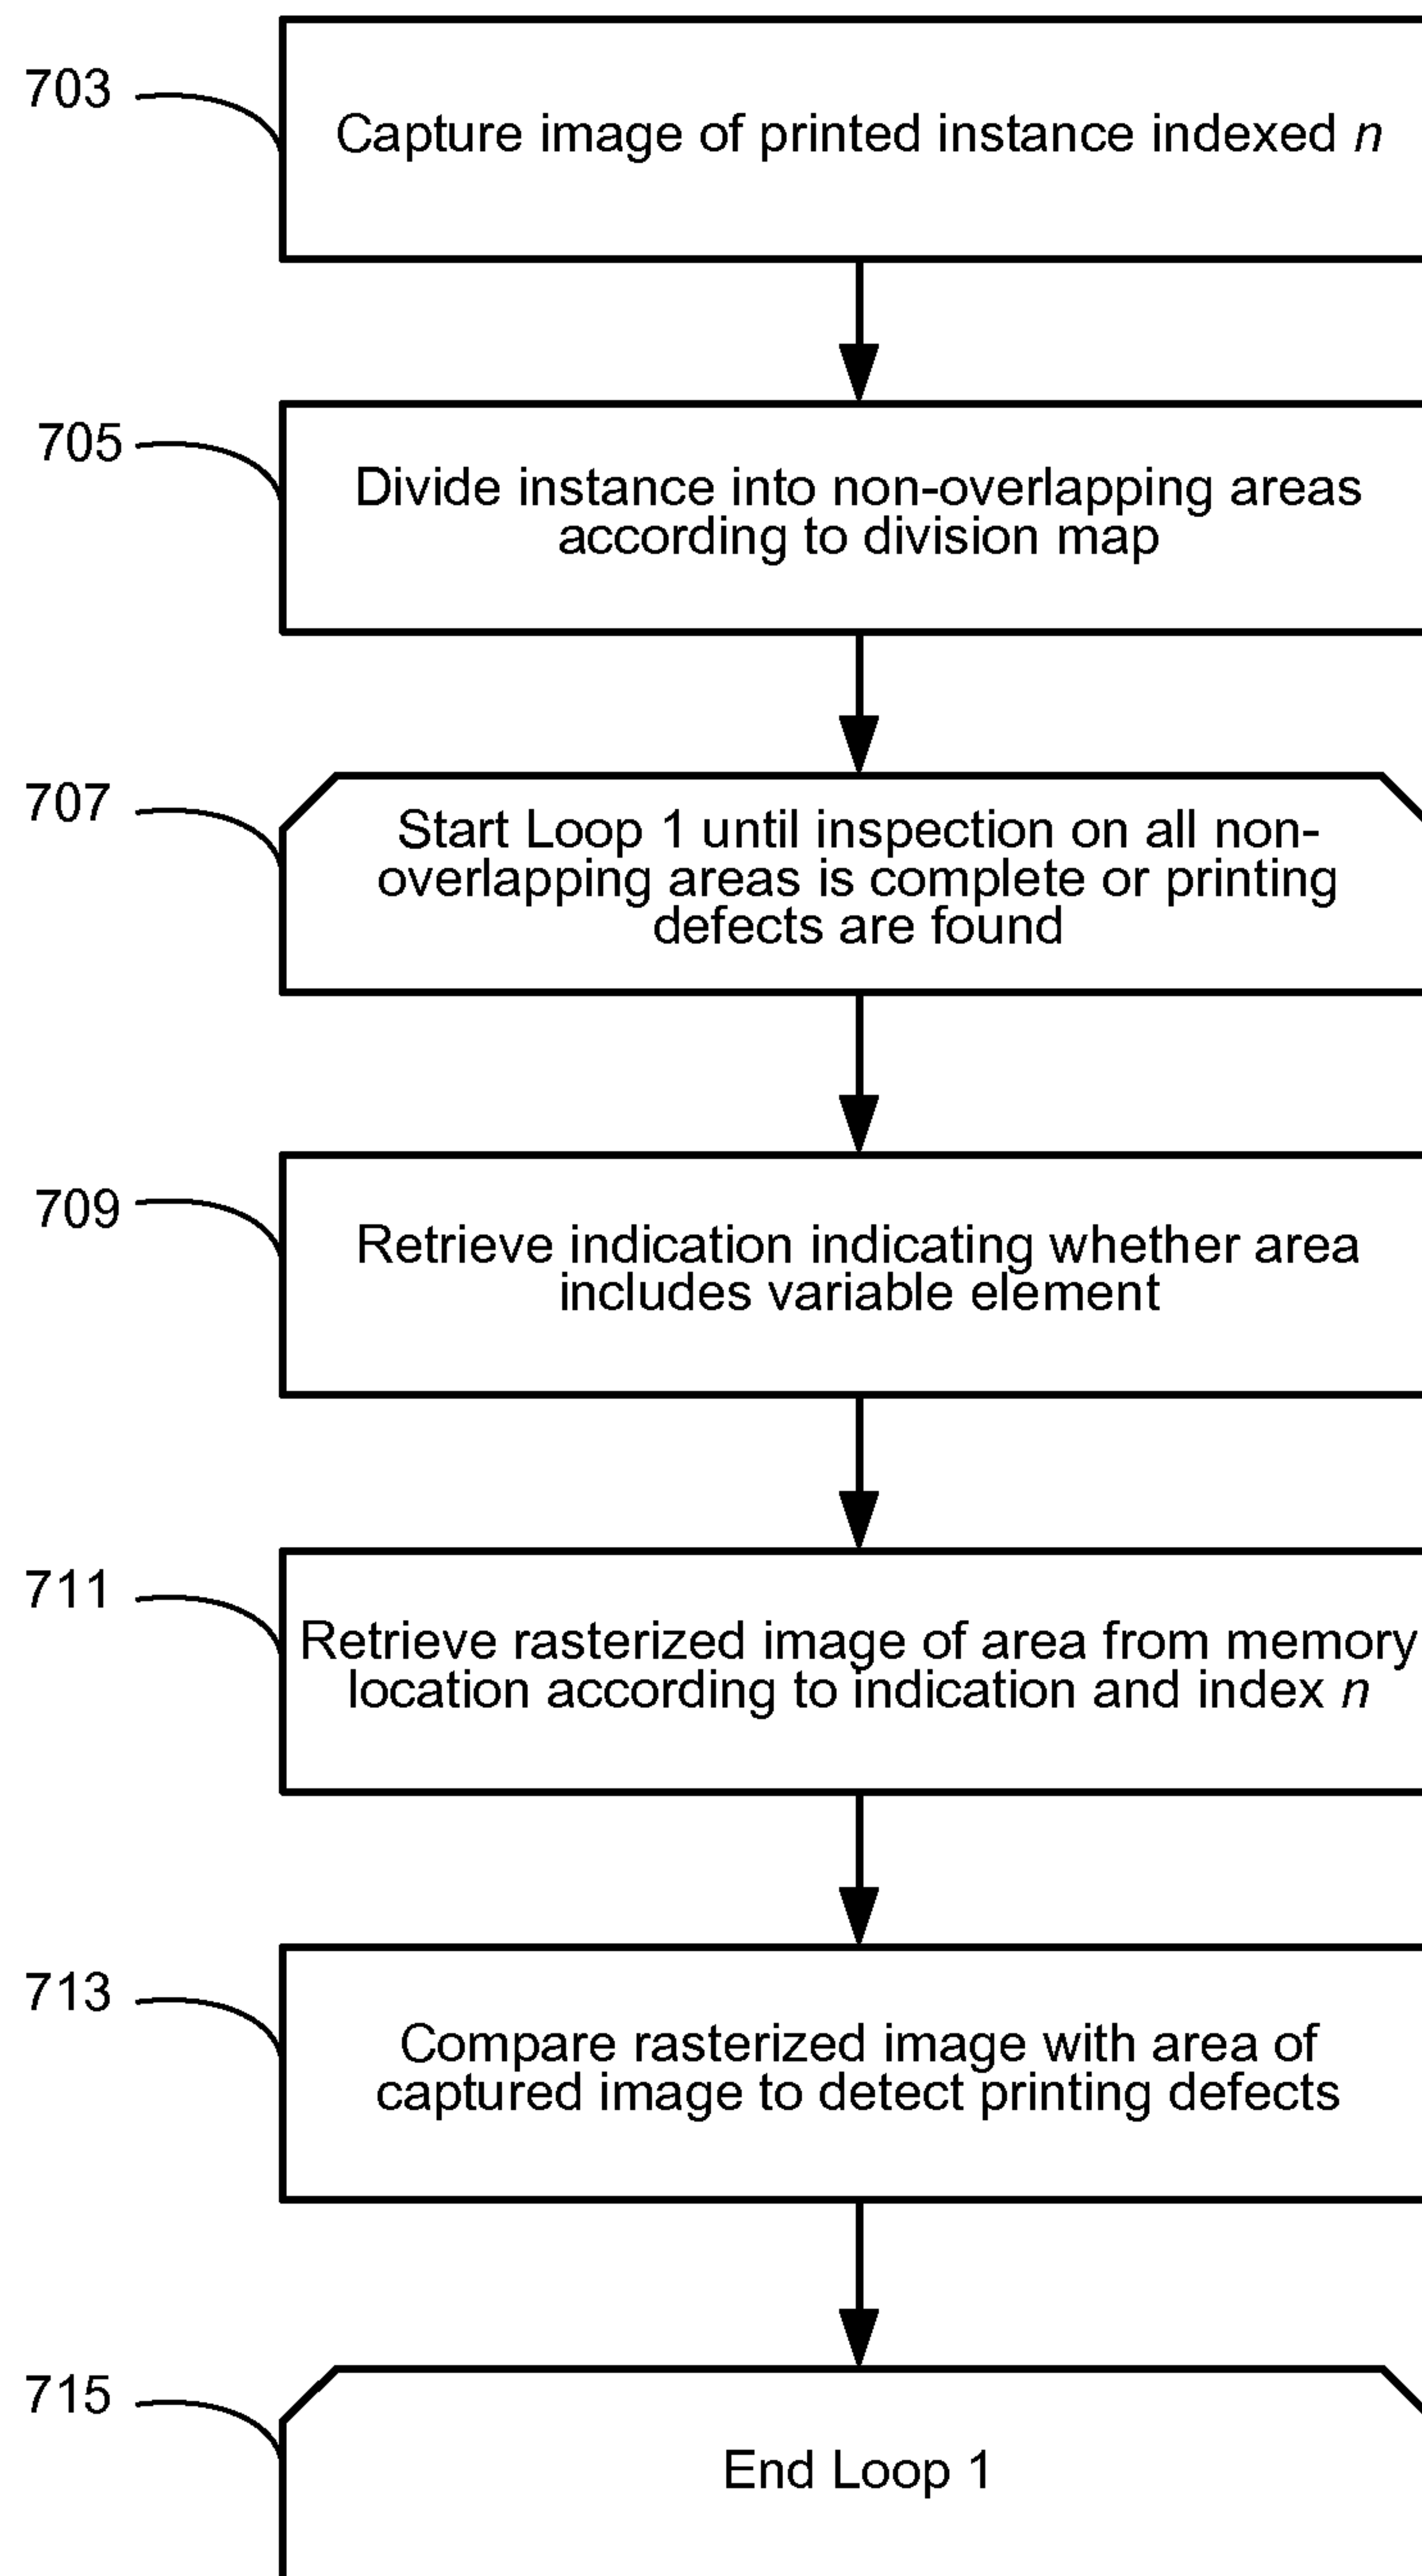 703
Capture image of printed instance indexed n
705
Divide instance into non-overlapping areas
according to division map
707
Start Loop 1 until inspection on all non-
overlapping areas is complete or printing
defects are found
709
Retrieve indication indicating whether area
includes variable element
711
Retrieve rasterized image of area from memory
location according to indication and index n
713
Compare rasterized image with area of
captured image to detect printing defects
715
End Loop 1